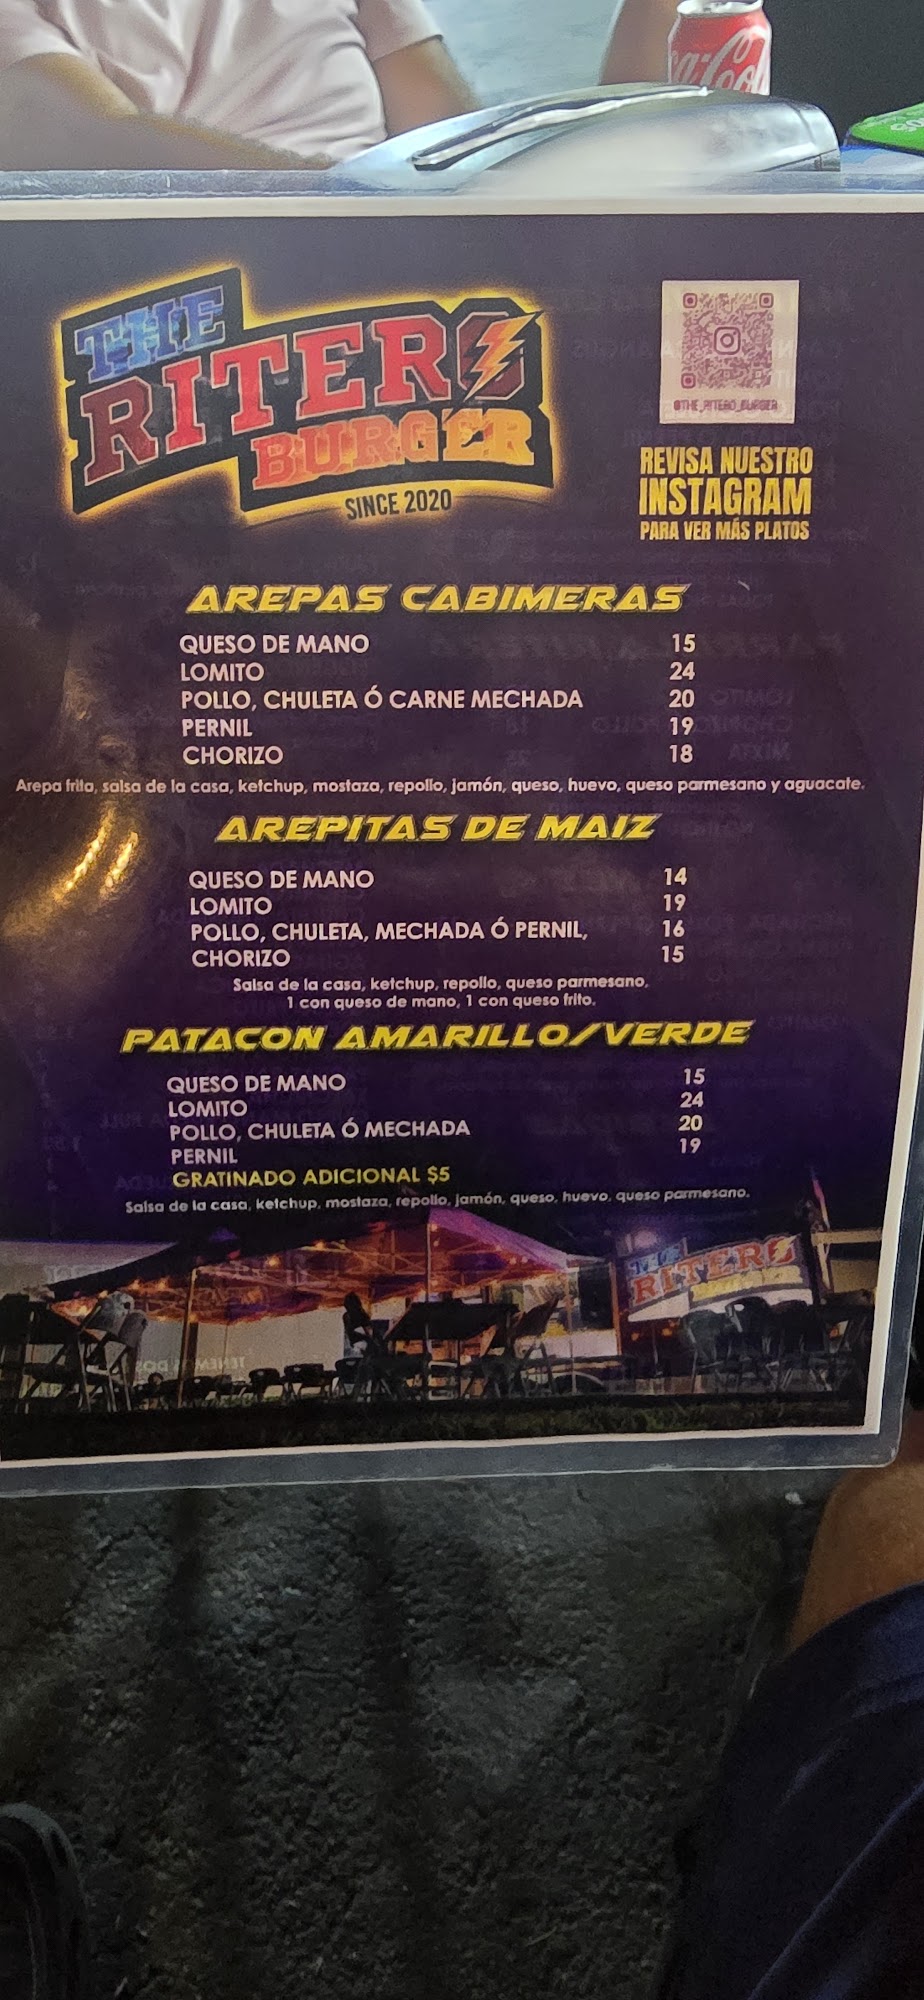 Coca-Cola
THE
RITERO
BURGER
SINCE 2020
@THE_RITERO_BURGER
REVISA NUESTRO
INSTAGRAM
PARA VER MÁS PLATOS
AREPAS CABIMERAS
QUESO DE MANO 15
LOMITO 24
POLLO, CHULETA Ó CARNE MECHADA 20
PERNIL 19
CHORIZO 18
Arepa frita, salsa de la casa, ketchup, mostaza, repollo, jamón, queso, huevo, queso parmesano y aguacate.
AREPITAS DE MAIZ
QUESO DE MANO 14
LOMITO 19
POLLO, CHULETA, MECHADA Ó PERNIL, 16
CHORIZO 15
Salsa de la casa, ketchup, repollo, queso parmesano.
1 con queso de mano, 1 con queso frito.
PATACON AMARILLO/VERDE
QUESO DE MANO 15
LOMITO 24
POLLO, CHULETA Ó MECHADA 20
PERNIL 19
GRATINADO ADICIONAL $5
Salsa de la casa, ketchup, mostaza, repollo, jamón, queso, huevo, queso parmesano.
THE
RITERO
BURGER